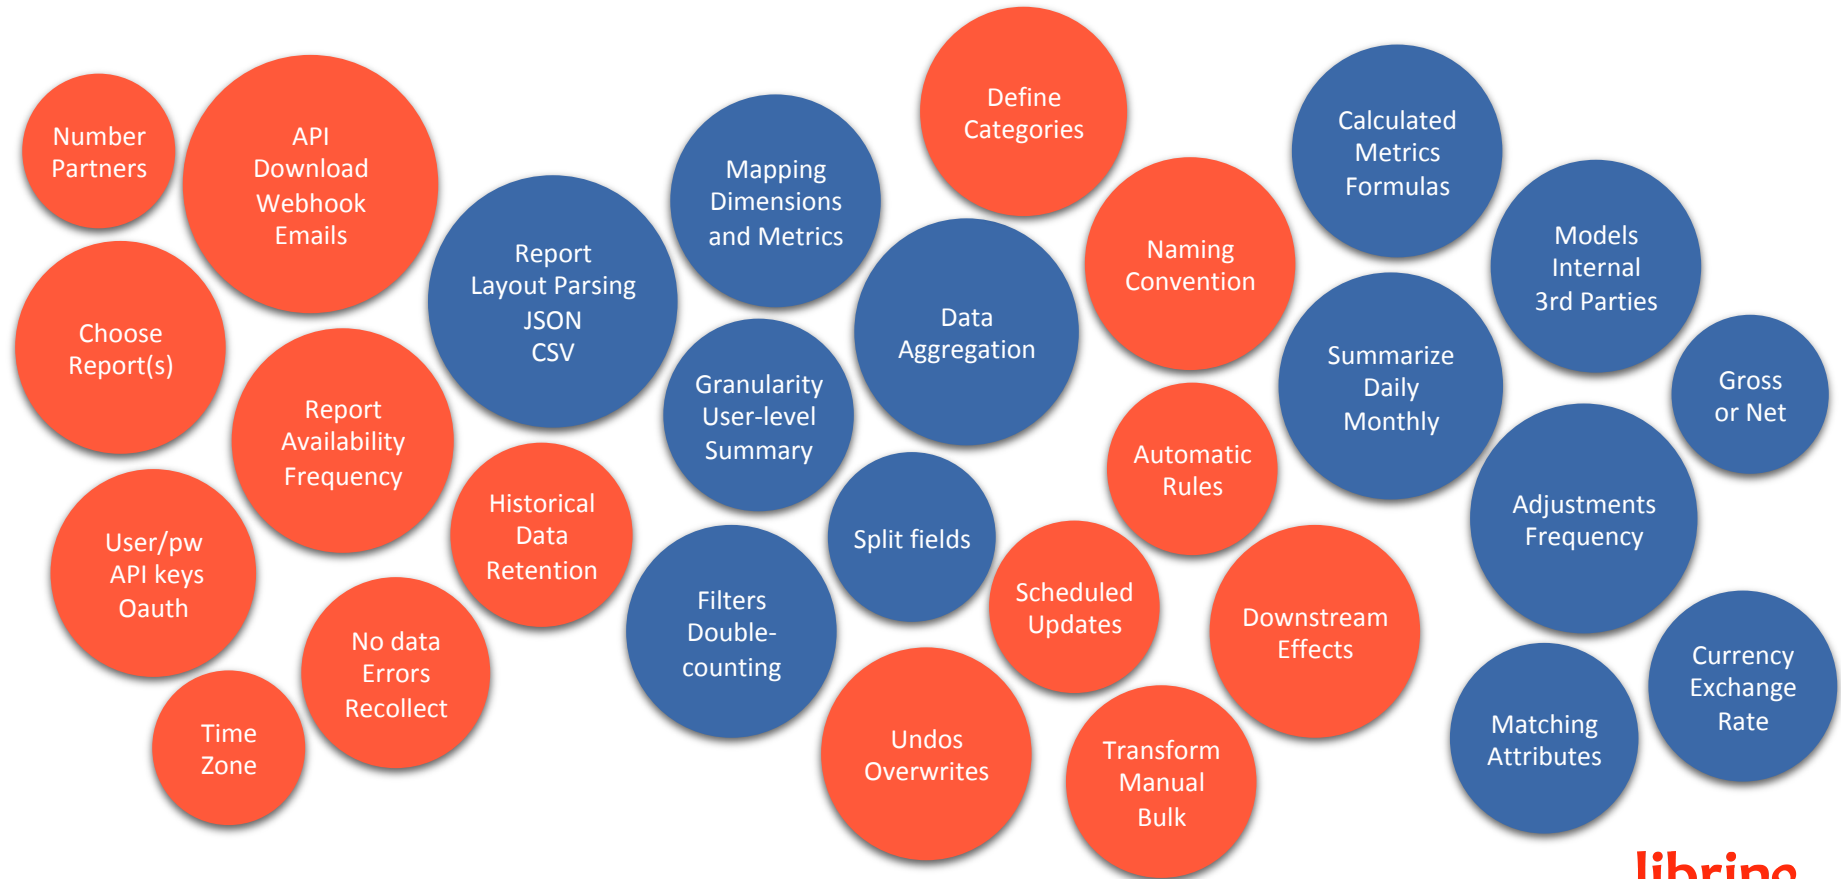 Number
Partners
API
Download
Webhook
Emails
Choose
Report(s)
Report
Availability
Frequency
User/pw
API keys
Oauth
Historical
Data
Retention
No data
Errors
Recollect
Time
Zone
Report
Layout Parsing
JSON
CSV
Mapping
Dimensions
and Metrics
Granularity
User-level
Summary
Data
Aggregation
Split fields
Filters
Double-
counting
Define
Categories
Naming
Convention
Automatic
Rules
Scheduled
Updates
Downstream
Effects
Undos
Overwrites
Transform
Manual
Bulk
Calculated
Metrics
Formulas
Models
Internal
3rd Parties
Summarize
Daily
Monthly
Gross
or Net
Adjustments
Frequency
Matching
Attributes
Currency
Exchange
Rate